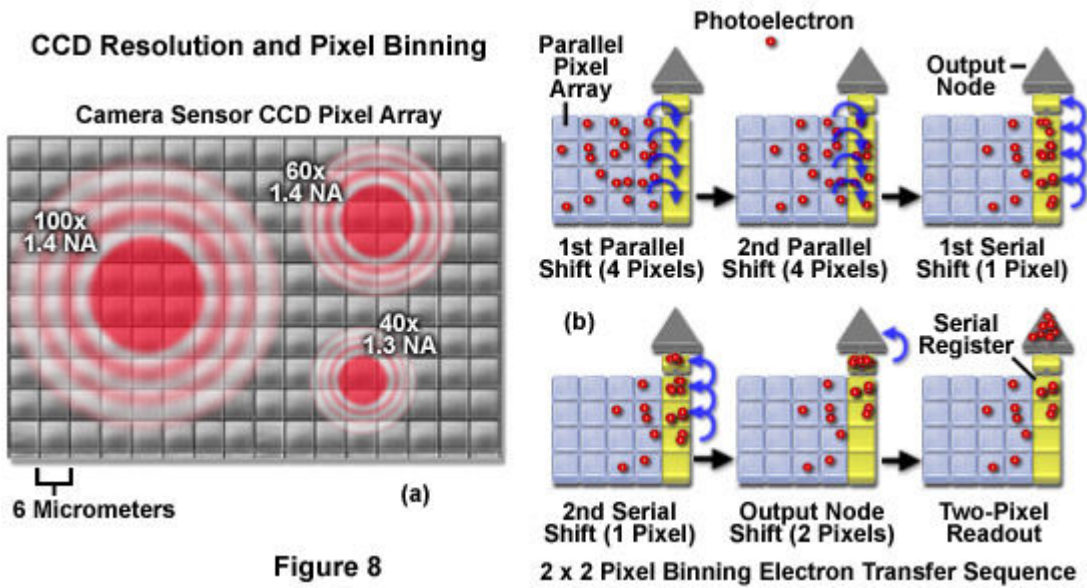 CCD Resolution and Pixel Binning
Camera Sensor CCD Pixel Array
100x
1.4 NA
60x
1.4 NA
40x
1.3 NA
6 Micrometers
(a)
Figure 8
Photoelectron
Parallel
Pixel
Array
Output
Node
1st Parallel
Shift (4 Pixels)
2nd Parallel
Shift (4 Pixels)
1st Serial
Shift (1 Pixel)
(b)
Serial
Register
2nd Serial
Shift (1 Pixel)
Output Node
Shift (2 Pixels)
Two-Pixel
Readout
2 x 2 Pixel Binning Electron Transfer Sequence